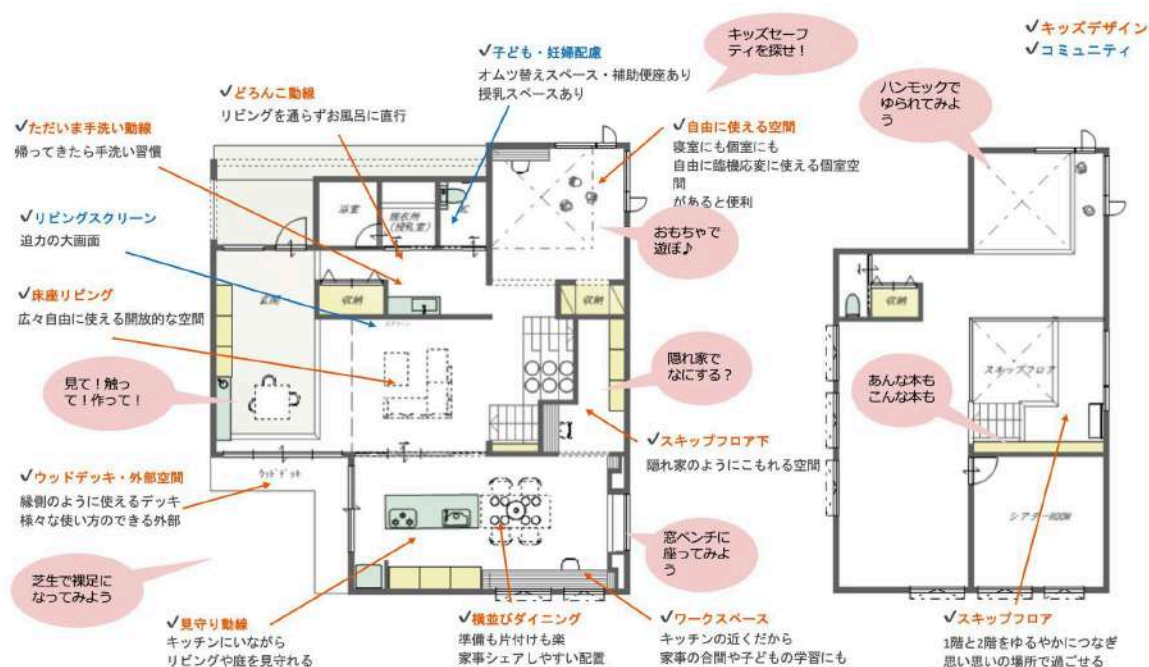 キッズセーフ
ティを探せ！
✓キッズデザイン
✓コミュニティ
✓子ども・妊婦配慮
オムツ替えスペース・補助便座あり
授乳スペースあり
ハンモックで
ゆられてみよ
う
✓どろんこ動線
リビングを通らずお風呂に直行
✓ただいま手洗い動線
帰ってきたら手洗い習慣
✓自由に使える空間
寝室にも個室にも
自由に臨機応変に使える個室空
間
があると便利
✓リビングスクリーン
迫力の大画面
浴室
脱衣所
(授乳室)
おもちゃで
遊ぼ♪
✓床座リビング
広々自由に使える開放的な空間
玄関
収納
収納
収納
スクリーン
見て！触っ
て！作って！
隠れ家で
なにする？
スキップフロア
あんな本も
こんな本も
✓スキップフロア下
隠れ家のようにこもれる空間
✓ウッドデッキ・外部空間
縁側のように使えるデッキ
様々な使い方のできる外部
ウッドデッキ
シアターROOM
窓ベンチに
座ってみよ
う
芝生で裸足に
なってみよう
✓見守り動線
キッチンにいながら
リビングや庭を見守れる
✓横並びダイニング
準備も片付けも楽
家事シェアしやすい配置
✓ワークスペース
キッチンの近くだから
家事の合間や子どもの学習にも
✓スキップフロア
1階と2階をゆるやかにつなぎ
思い思いの場所で過ごせる